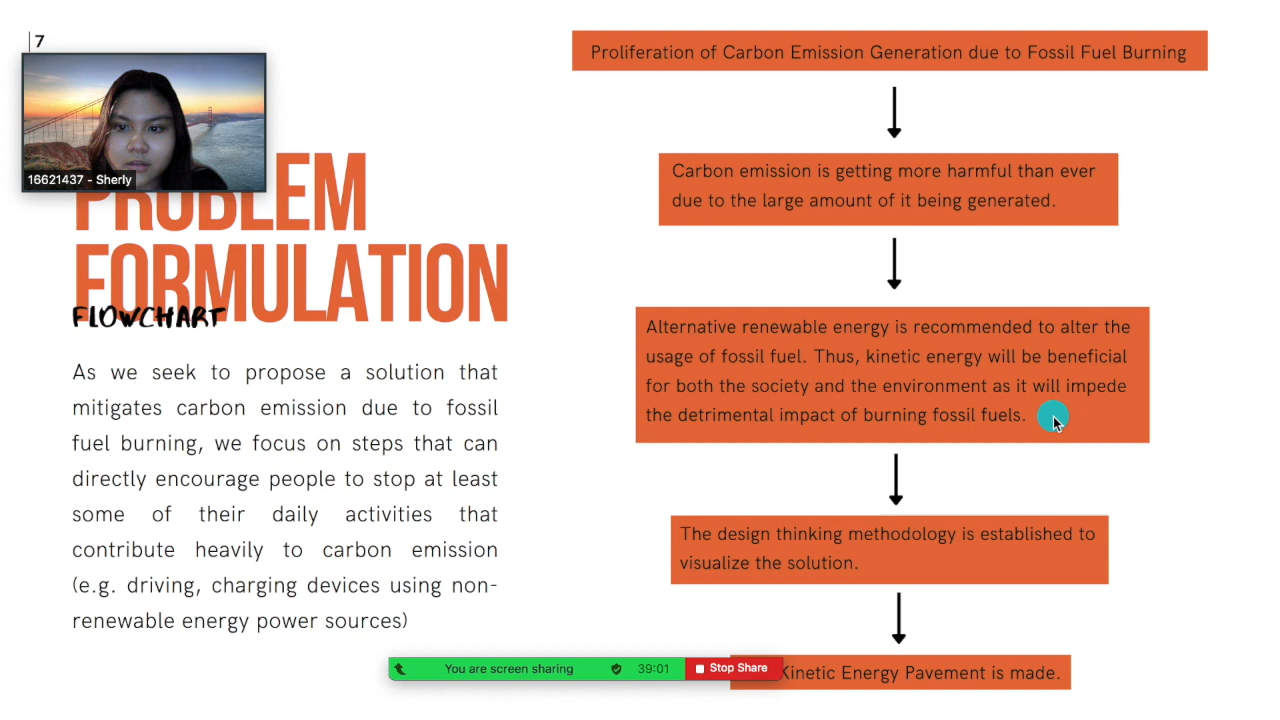 7
16621437 - Sherly
PROBLEM
FORMULATION
FLOWCHART
As we seek to propose a solution that
mitigates carbon emission due to fossil
fuel burning, we focus on steps that can
directly encourage people to stop at least
some of their daily activities that
contribute heavily to carbon emission
(e.g. driving, charging devices using non-
renewable energy power sources)
Proliferation of Carbon Emission Generation due to Fossil Fuel Burning
Carbon emission is getting more harmful than ever
due to the large amount of it being generated.
Alternative renewable energy is recommended to alter the
usage of fossil fuel. Thus, kinetic energy will be beneficial
for both the society and the environment as it will impede
the detrimental impact of burning fossil fuels.
The design thinking methodology is established to
visualize the solution.
Kinetic Energy Pavement is made.
You are screen sharing 39:01 Stop Share